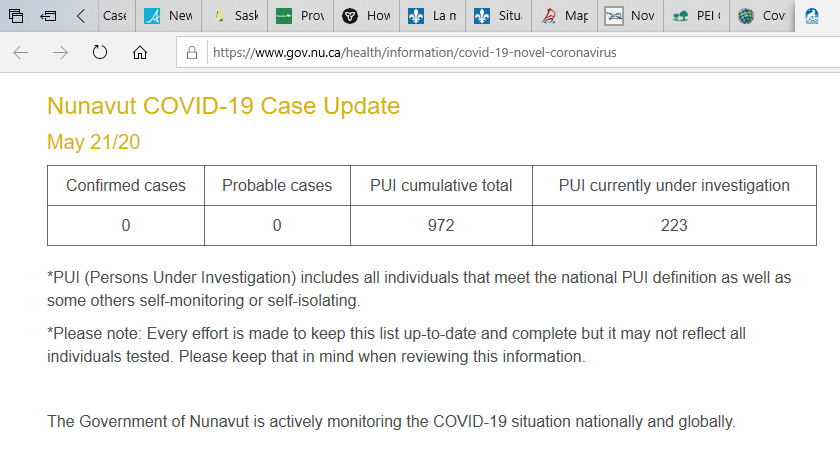 Case
New
Sask
Prov
How
La m
Situ
Map
Nov
PEI
Cov
https://www.gov.nu.ca/health/information/covid-19-novel-coronavirus
Nunavut COVID-19 Case Update
May 21/20
Confirmed cases Probable cases PUI cumulative total PUI currently under investigation
0 0 972 223
*PUI (Persons Under Investigation) includes all individuals that meet the national PUI definition as well as
some others self-monitoring or self-isolating.
*Please note: Every effort is made to keep this list up-to-date and complete but it may not reflect all
individuals tested. Please keep that in mind when reviewing this information.
The Government of Nunavut is actively monitoring the COVID-19 situation nationally and globally.